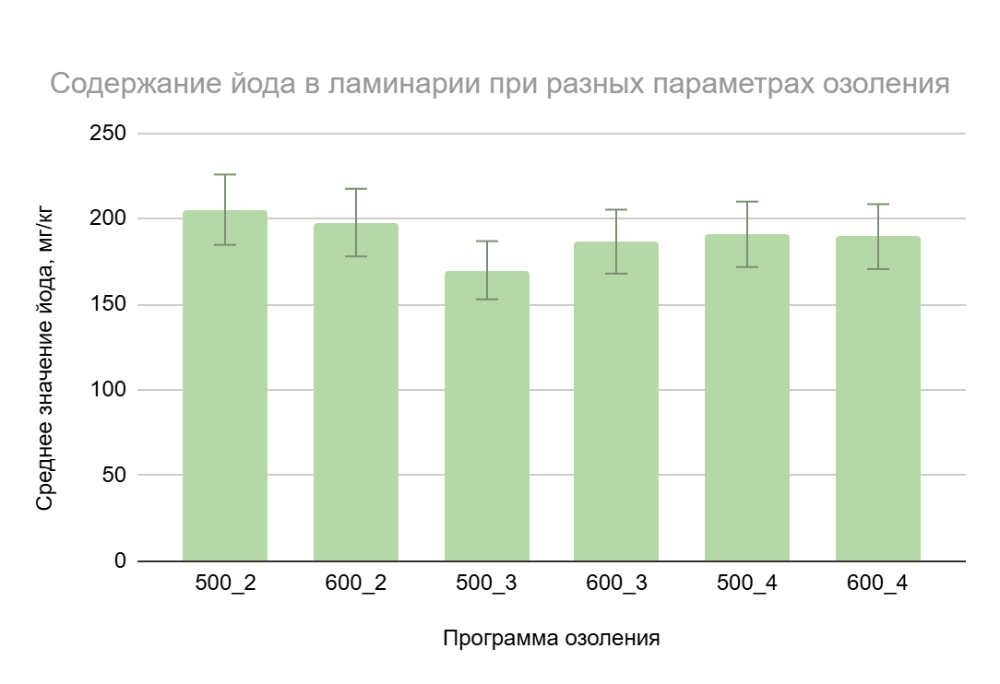 Содержание йода в ламинарии при разных параметрах озоления
250
200
150
100
50
0
Среднее значение йода, мг/кг
500_2 600_2 500_3 600_3 500_4 600_4
Программа озоления